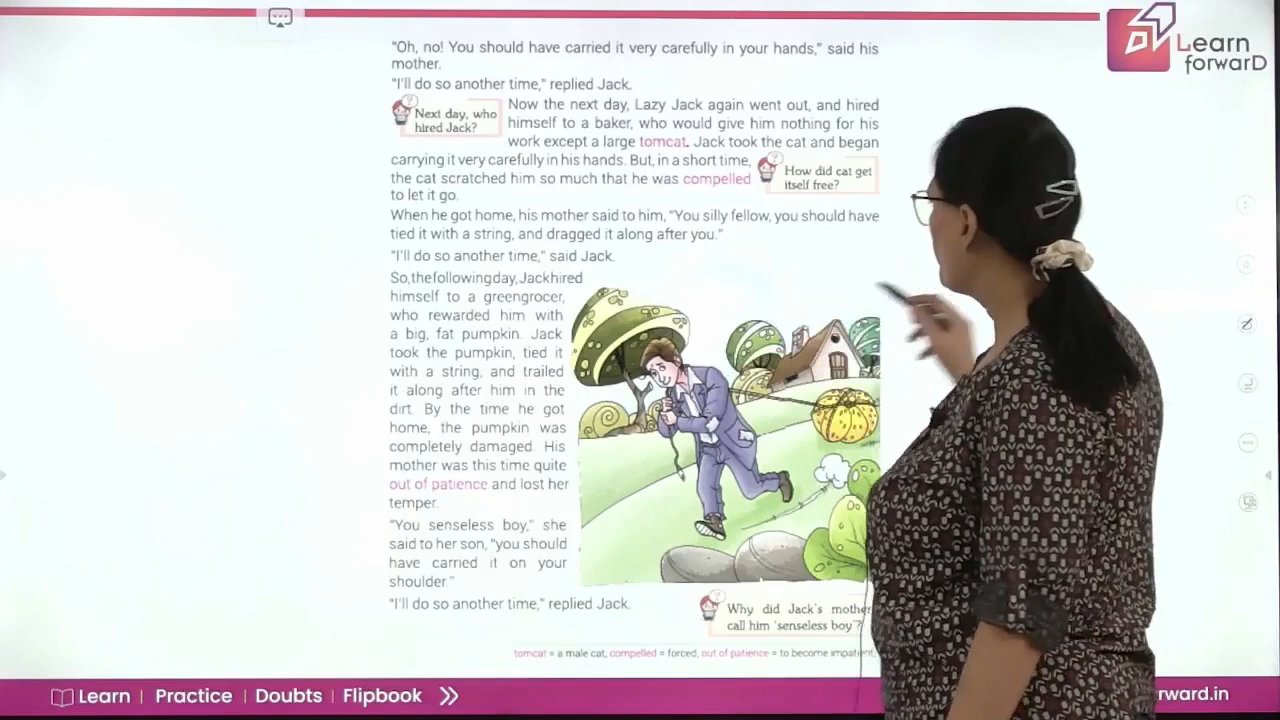 "Oh, no! You should have carried it very carefully in your hands," said his
mother.
"I'll do so another time," replied Jack.
Next day, who
hired Jack?
Now the next day, Lazy Jack again went out, and hired
himself to a baker, who would give him nothing for his
work except a large tomcat. Jack took the cat and began
carrying it very carefully in his hands. But, in a short time,
the cat scratched him so much that he was compelled
to let it go.
How did cat get
itself free?
When he got home, his mother said to him, "You silly fellow, you should have
tied it with a string, and dragged it along after you."
"I'll do so another time," said Jack.
So, the following day, Jack hired
himself to a greengrocer,
who rewarded him with
a big, fat pumpkin. Jack
took the pumpkin, tied it
with a string, and trailed
it along after him in the
dirt. By the time he got
home, the pumpkin was
completely damaged. His
mother was this time quite
out of patience and lost her
temper.
"You senseless boy," she
said to her son, "you should
have carried it on your
shoulder."
"I'll do so another time," replied Jack.
Why did Jack's mother
call him 'senseless boy'?
tomcat = a male cat, compelled = forced, out of patience = to become impatient,
Learn
forwarD
Learn | Practice | Doubts | Flipbook
rward.in